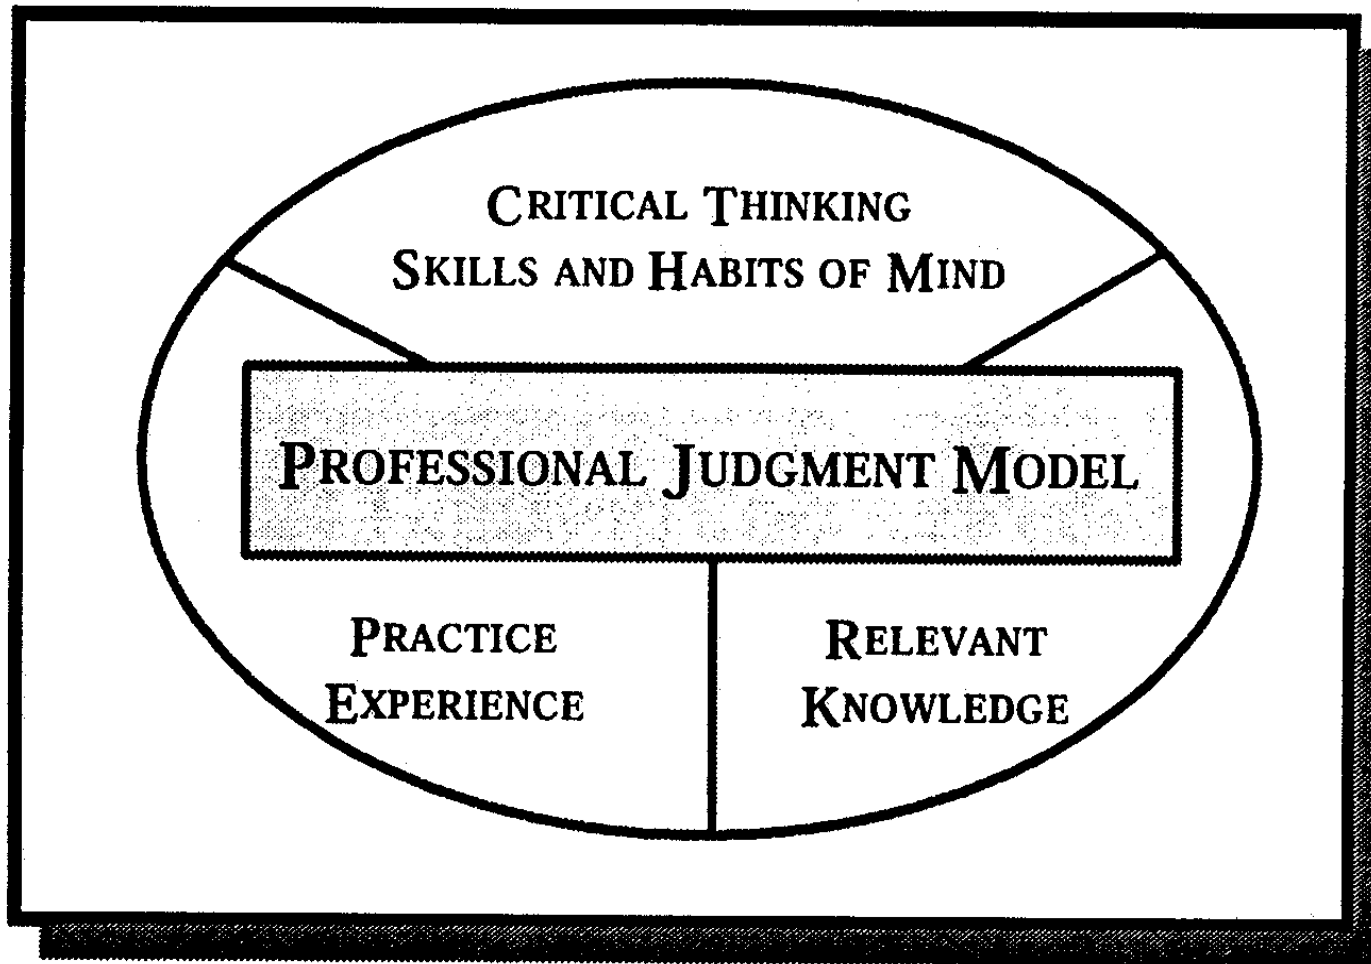 CRITICAL THINKING
SKILLS AND HABITS OF MIND
PROFESSIONAL JUDGMENT MODEL
PRACTICE
EXPERIENCE
RELEVANT
KNOWLEDGE